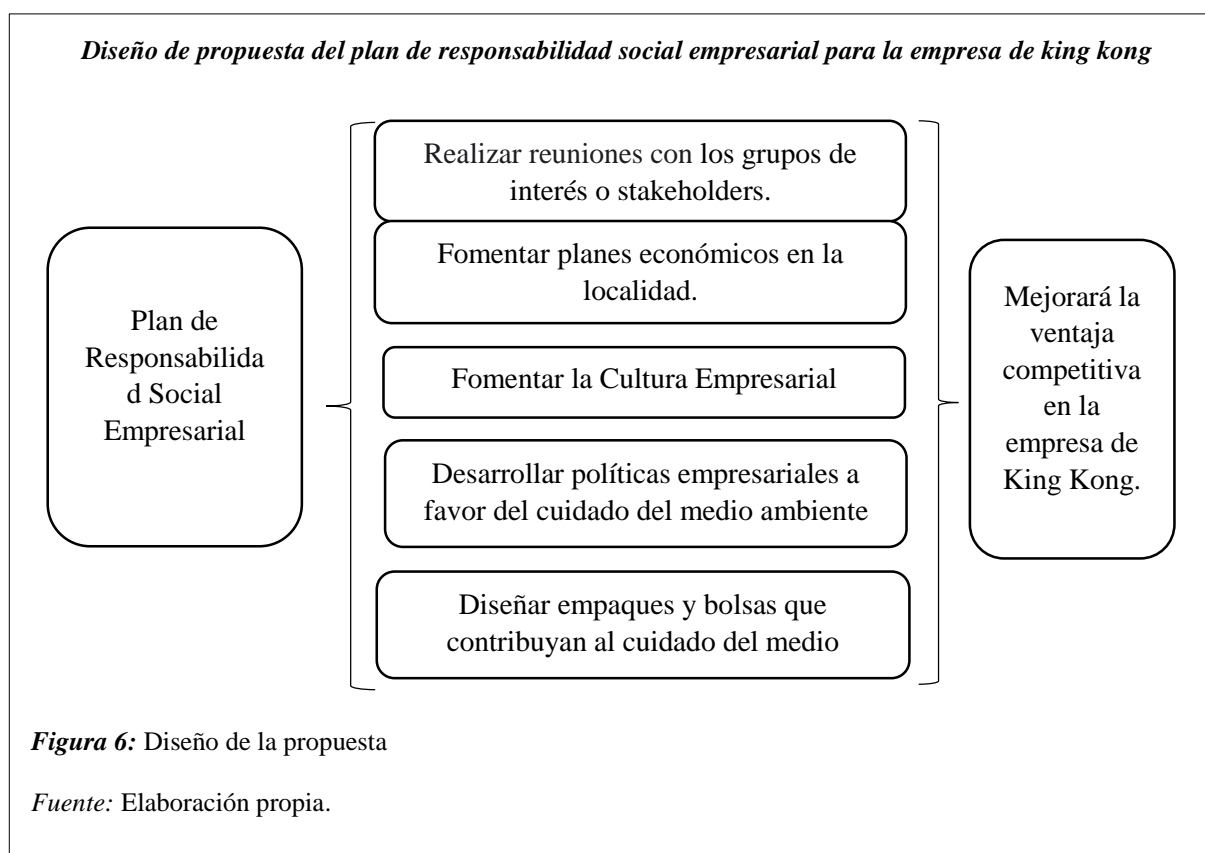 Diseño de propuesta del plan de responsabilidad social empresarial para la empresa de king kong
Plan de
Responsabilida
d Social
Empresarial
Realizar reuniones con los grupos de
interés o stakeholders.
Fomentar planes económicos en la
localidad.
Fomentar la Cultura Empresarial
Desarrollar políticas empresariales a
favor del cuidado del medio ambiente
Diseñar empaques y bolsas que
contribuyan al cuidado del medio
Mejorará la
ventaja
competitiva
en la
empresa de
King Kong.
Figura 6: Diseño de la propuesta
Fuente: Elaboración propia.